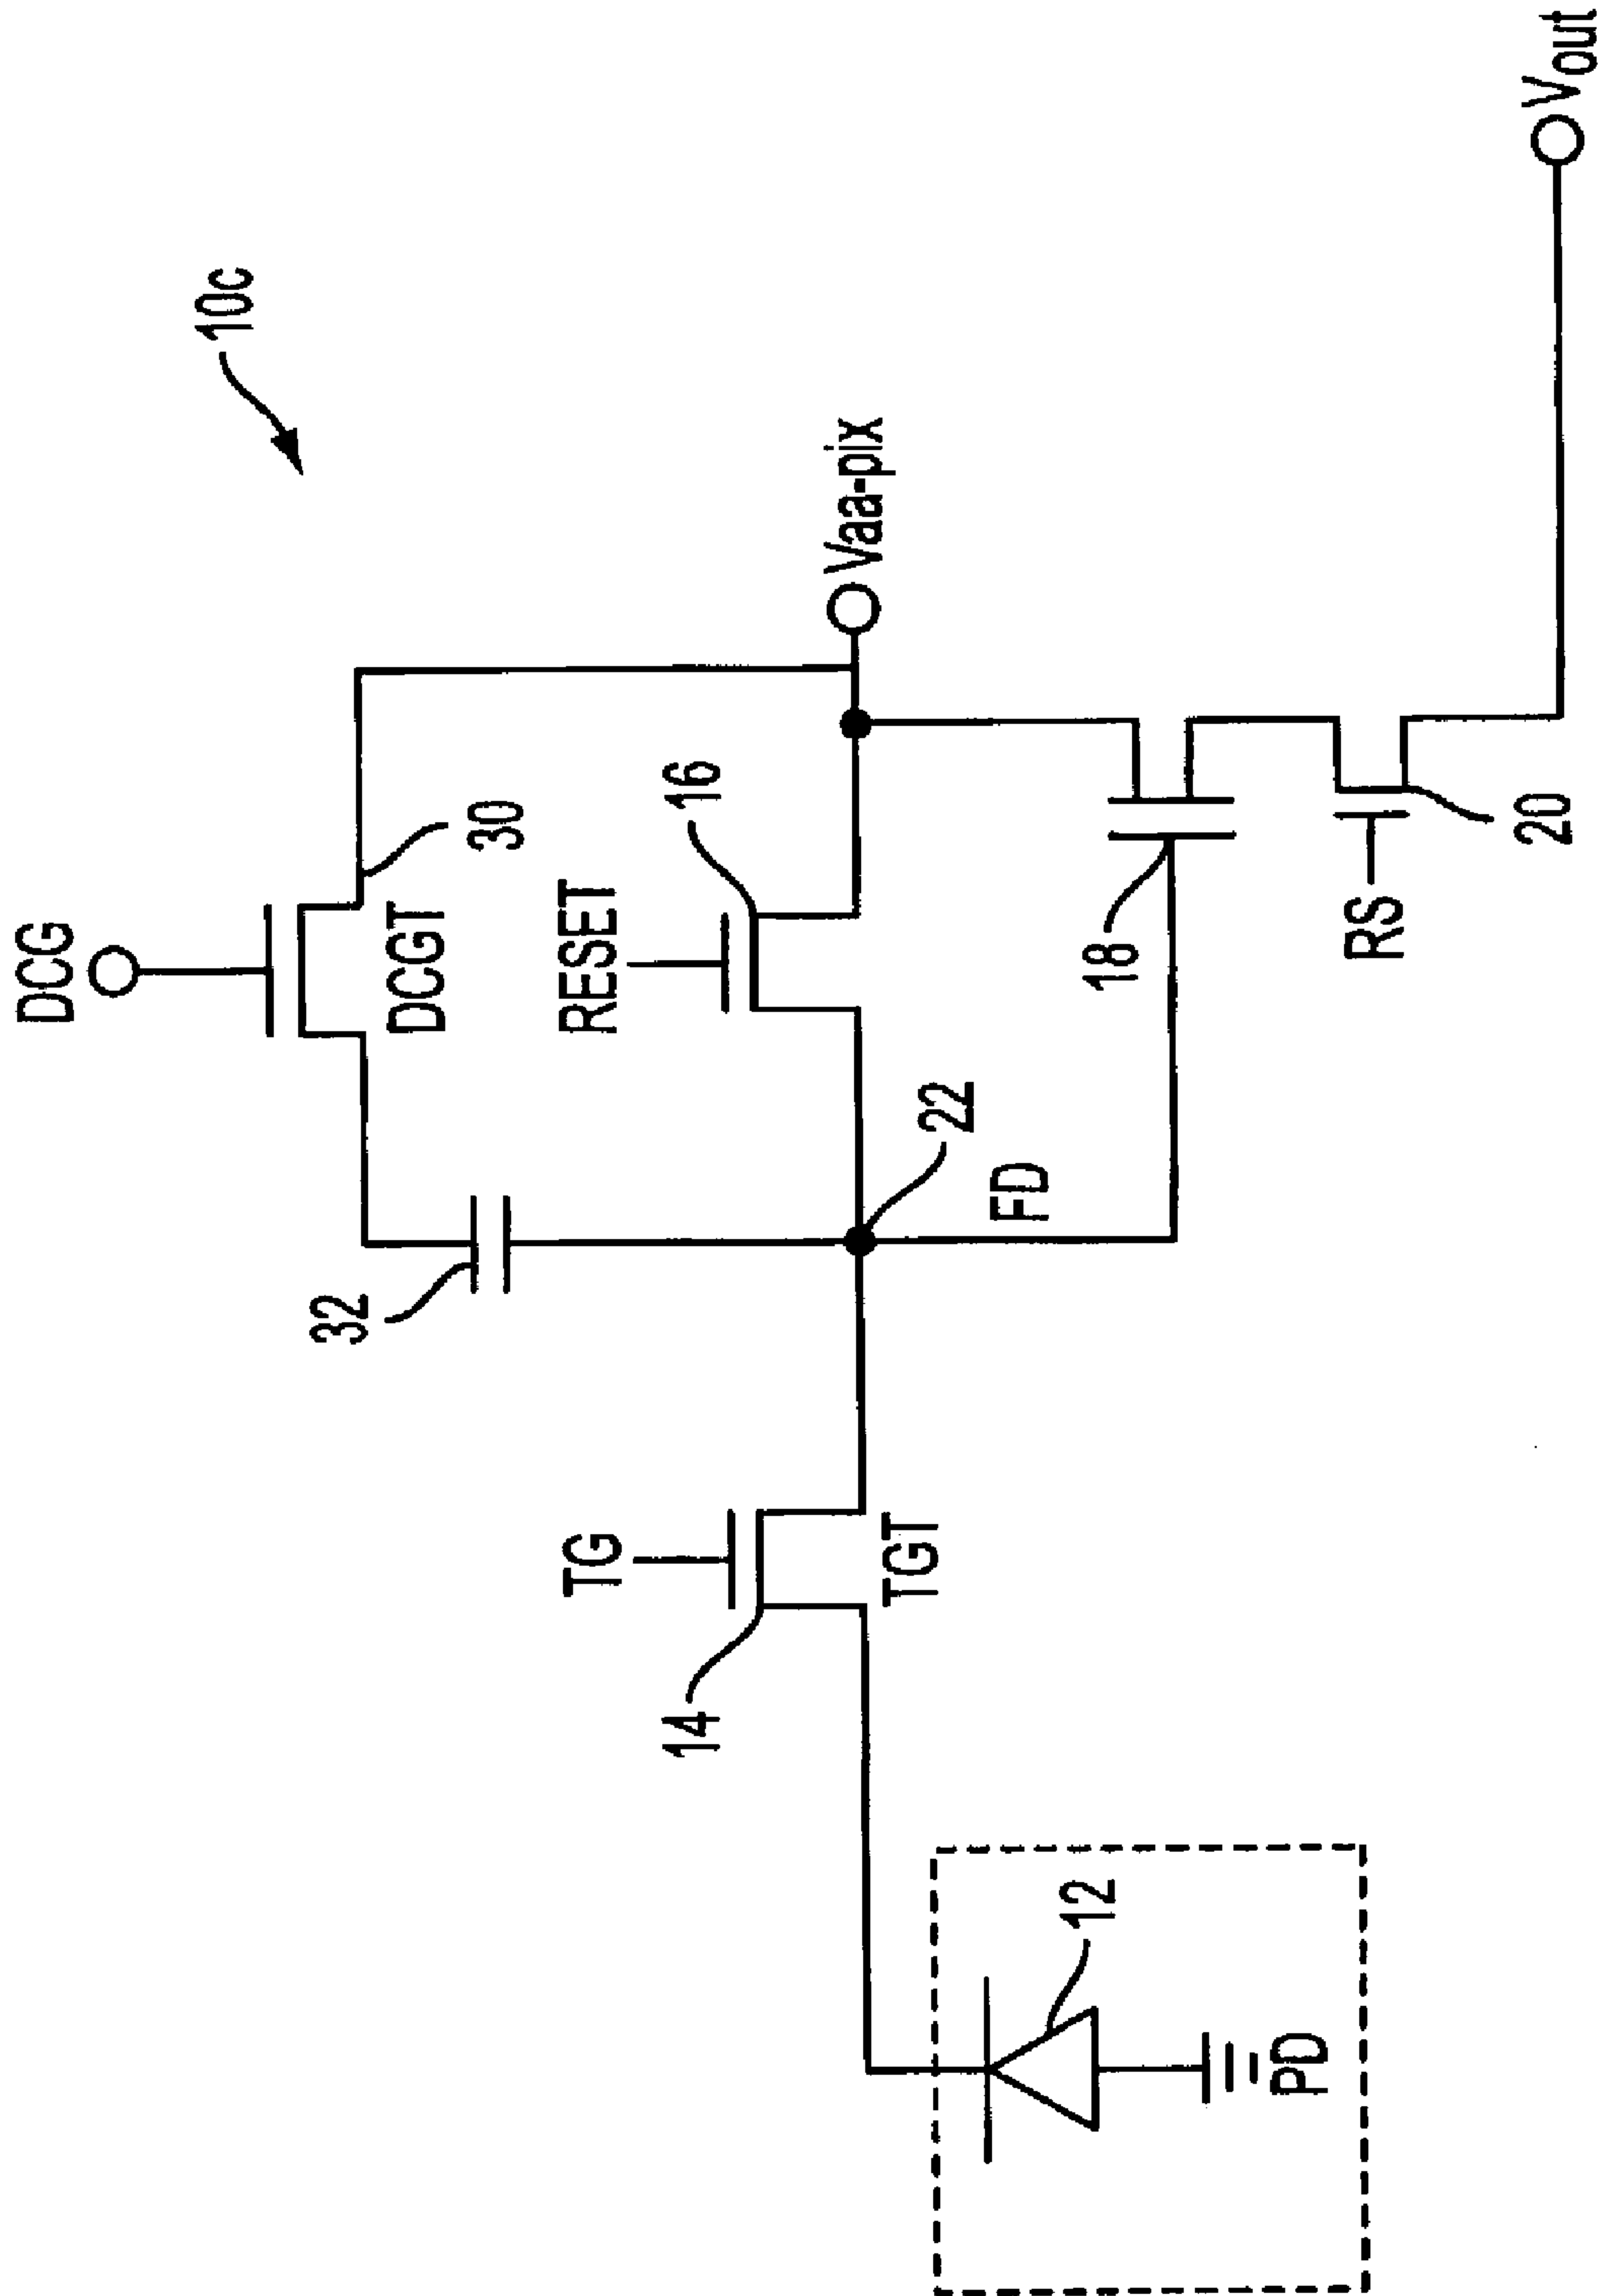 10c
DCG
30
DCGT
32
RESET
16
Vaa-pix
TG
14
TGT
22
FD
18
RS
20
Vout
12
PD